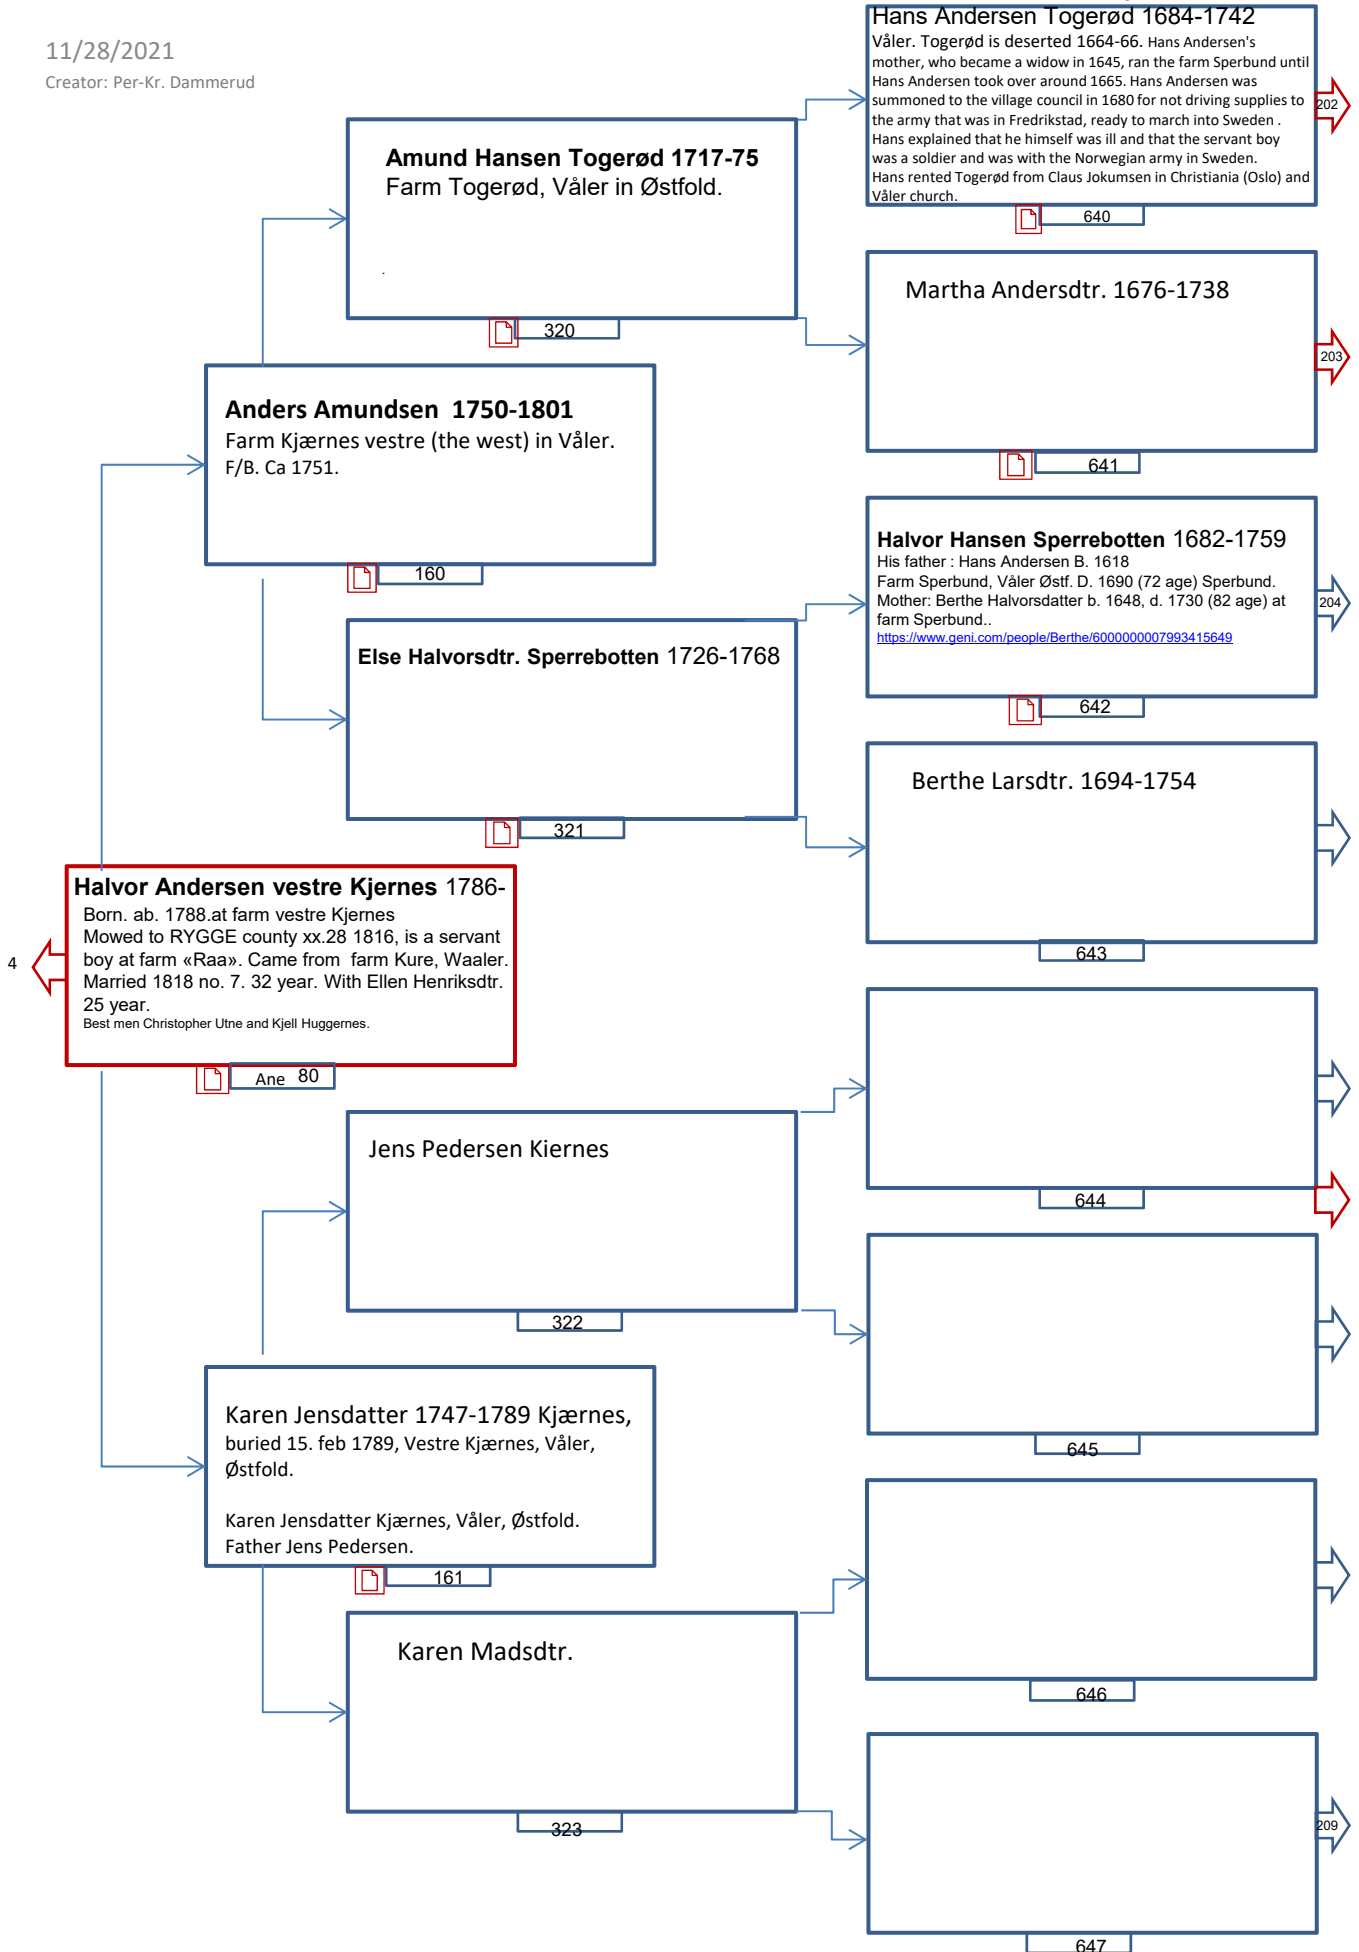 11/28/2021
Creator: Per-Kr. Dammerud
Hans Andersen Togerød 1684-1742
Våler. Togerød is deserted 1664-66. Hans Andersen's
mother, who became a widow in 1645, ran the farm Sperbund until
Hans Andersen took over around 1665. Hans Andersen was
summoned to the village council in 1680 for not driving supplies to
the army that was in Fredrikstad, ready to march into Sweden .
Hans explained that he himself was ill and that the servant boy
was a soldier and was with the Norwegian army in Sweden.
Hans rented Togerød from Claus Jokumsen in Christiania (Oslo) and
Våler church.
202
640
Amund Hansen Togerød 1717-75
Farm Togerød, Våler in Østfold.
.
320
Martha Andersdtr. 1676-1738
203
641
Anders Amundsen  1750-1801
Farm Kjærnes vestre (the west) in Våler.
F/B. Ca 1751.
160
Halvor Hansen Sperrebotten 1682-1759
His father : Hans Andersen B. 1618
Farm Sperbund, Våler Østf. D. 1690 (72 age) Sperbund.
Mother: Berthe Halvorsdatter b. 1648, d. 1730 (82 age) at
farm Sperbund..
https://www.geni.com/people/Berthe/6000000007993415649
204
642
Else Halvorsdtr. Sperrebotten 1726-1768
321
Berthe Larsdtr. 1694-1754
643
Halvor Andersen vestre Kjernes 1786-
Born. ab. 1788.at farm vestre Kjernes
Mowed to RYGGE county xx.28 1816, is a servant
boy at farm «Raa». Came from  farm Kure, Waaler.
Married 1818 no. 7. 32 year. With Ellen Henriksdtr.
25 year.
Best men Christopher Utne and Kjell Huggernes.
4
Ane 80
Jens Pedersen Kiernes
322
644
645
Karen Jensdatter 1747-1789 Kjærnes,
buried 15. feb 1789, Vestre Kjærnes, Våler,
Østfold.
Karen Jensdatter Kjærnes, Våler, Østfold.
Father Jens Pedersen.
161
Karen Madsdtr.
323
646
209
647